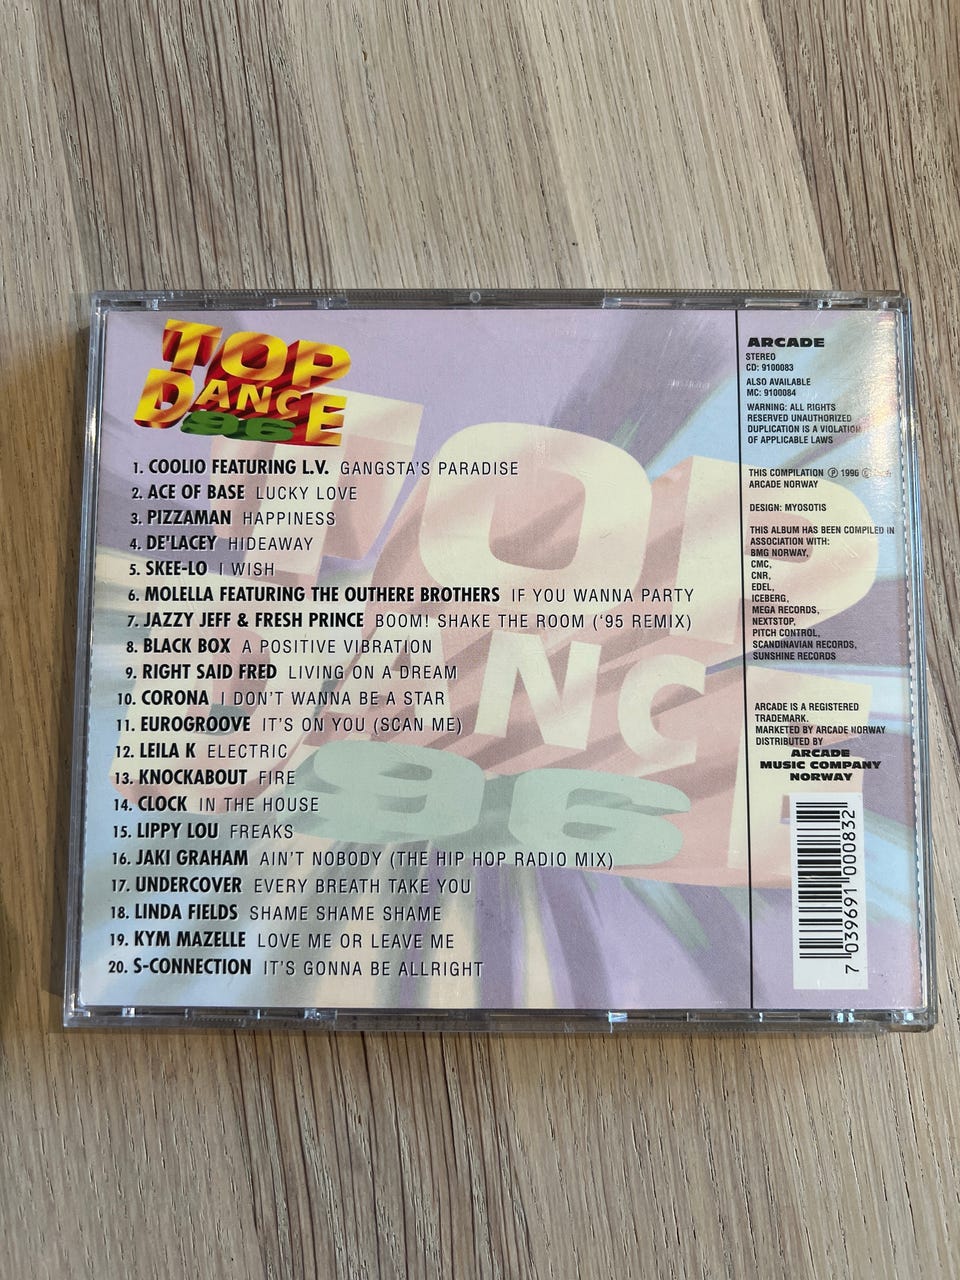 TOP
DANCE
96
1. COOLIO FEATURING L.V. GANGSTA'S PARADISE
2. ACE OF BASE LUCKY LOVE
3. PIZZAMAN HAPPINESS
4. DE'LACEY HIDEAWAY
5. SKEE-LO I WISH
6. MOLELLA FEATURING THE OUTHERE BROTHERS IF YOU WANNA PARTY
7. JAZZY JEFF & FRESH PRINCE BOOM! SHAKE THE ROOM ('95 REMIX)
8. BLACK BOX A POSITIVE VIBRATION
9. RIGHT SAID FRED LIVING ON A DREAM
10. CORONA I DON'T WANNA BE A STAR
11. EUROGROOVE IT'S ON YOU (SCAN ME)
12. LEILA K ELECTRIC
13. KNOCKABOUT FIRE
14. CLOCK IN THE HOUSE
15. LIPPY LOU FREAKS
16. JAKI GRAHAM AIN'T NOBODY (THE HIP HOP RADIO MIX)
17. UNDERCOVER EVERY BREATH TAKE YOU
18. LINDA FIELDS SHAME SHAME SHAME
19. KYM MAZELLE LOVE ME OR LEAVE ME
20. S-CONNECTION IT'S GONNA BE ALLRIGHT
TOP
DANCE
96
ARCADE
STEREO
CD: 9100083
ALSO AVAILABLE
MC: 9100084
WARNING: ALL RIGHTS
RESERVED UNAUTHORIZED
DUPLICATION IS A VIOLATION
OF APPLICABLE LAWS
THIS COMPILATION ℗ 1996 ©
ARCADE NORWAY
DESIGN: MYOSOTIS
THIS ALBUM HAS BEEN COMPILED IN
ASSOCIATION WITH:
BMG NORWAY,
CMC,
CNR,
EDEL,
ICEBERG,
MEGA RECORDS,
NEXTSTOP,
PITCH CONTROL,
SCANDINAVIAN RECORDS,
SUNSHINE RECORDS
ARCADE IS A REGISTERED
TRADEMARK.
MARKETED BY ARCADE NORWAY
DISTRIBUTED BY
ARCADE
MUSIC COMPANY
NORWAY
7 039691 000832